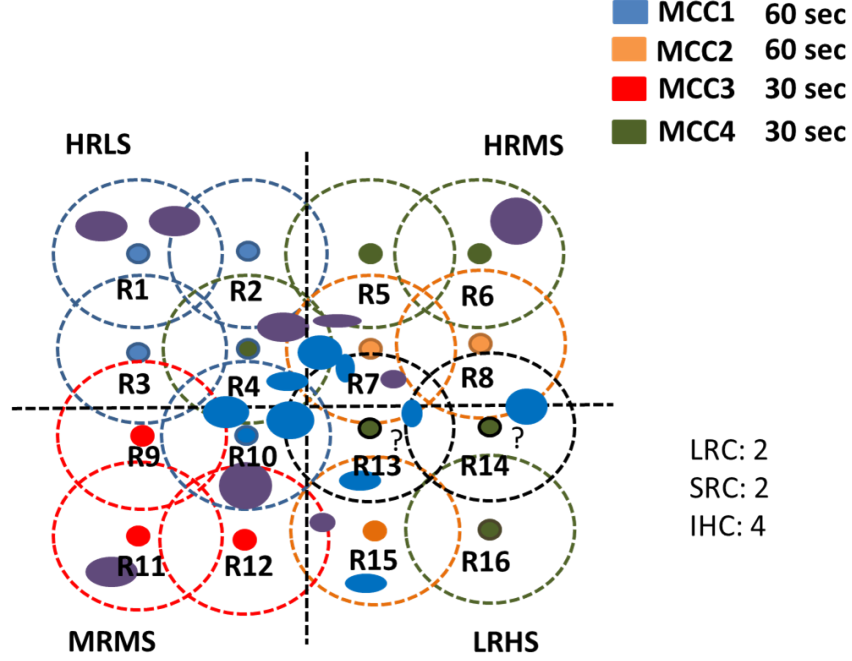 MCC1 60 sec
MCC2 60 sec
MCC3 30 sec
MCC4 30 sec
HRLS HRMS
R1 R2 R5 R6
R3 R4 R7 R8
R9 R10 R13 ? R14 ?
R11 R12 R15 R16
LRC: 2
SRC: 2
IHC: 4
MRMS LRHS